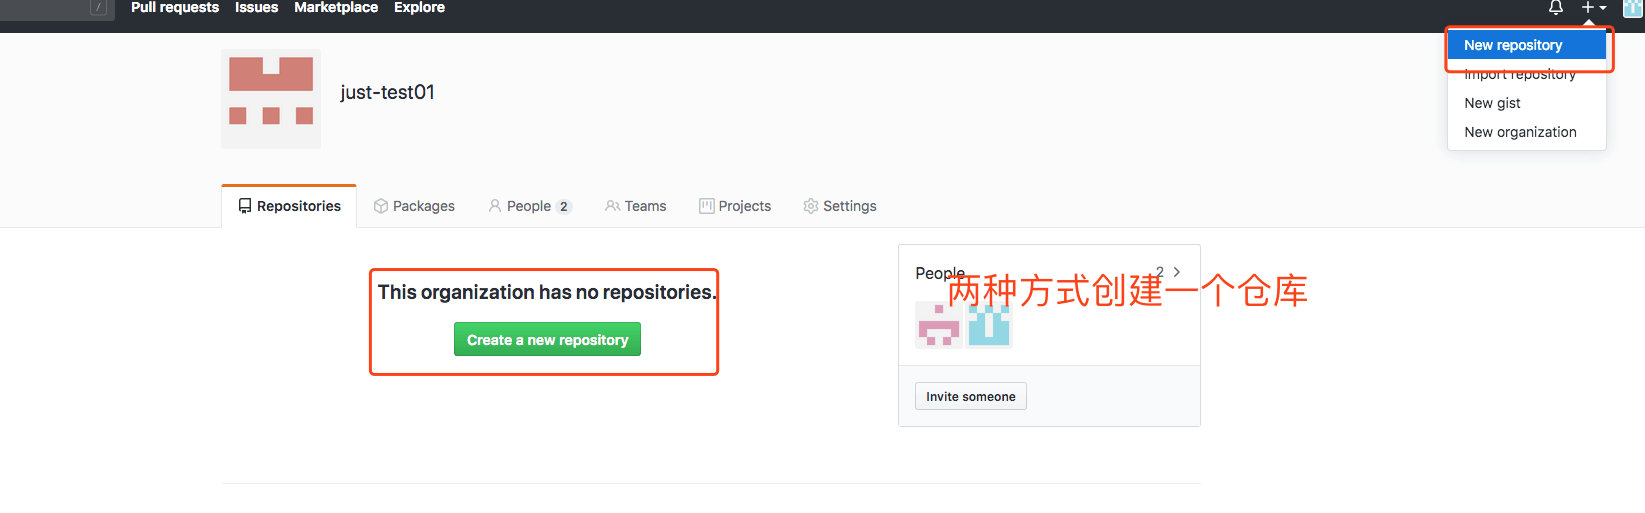 / Pull requests Issues Marketplace Explore
New repository
Import repository
New gist
New organization
just-test01
Repositories Packages People 2 Teams Projects Settings
This organization has no repositories.
Create a new repository
People 2
两种方式创建一个仓库
Invite someone